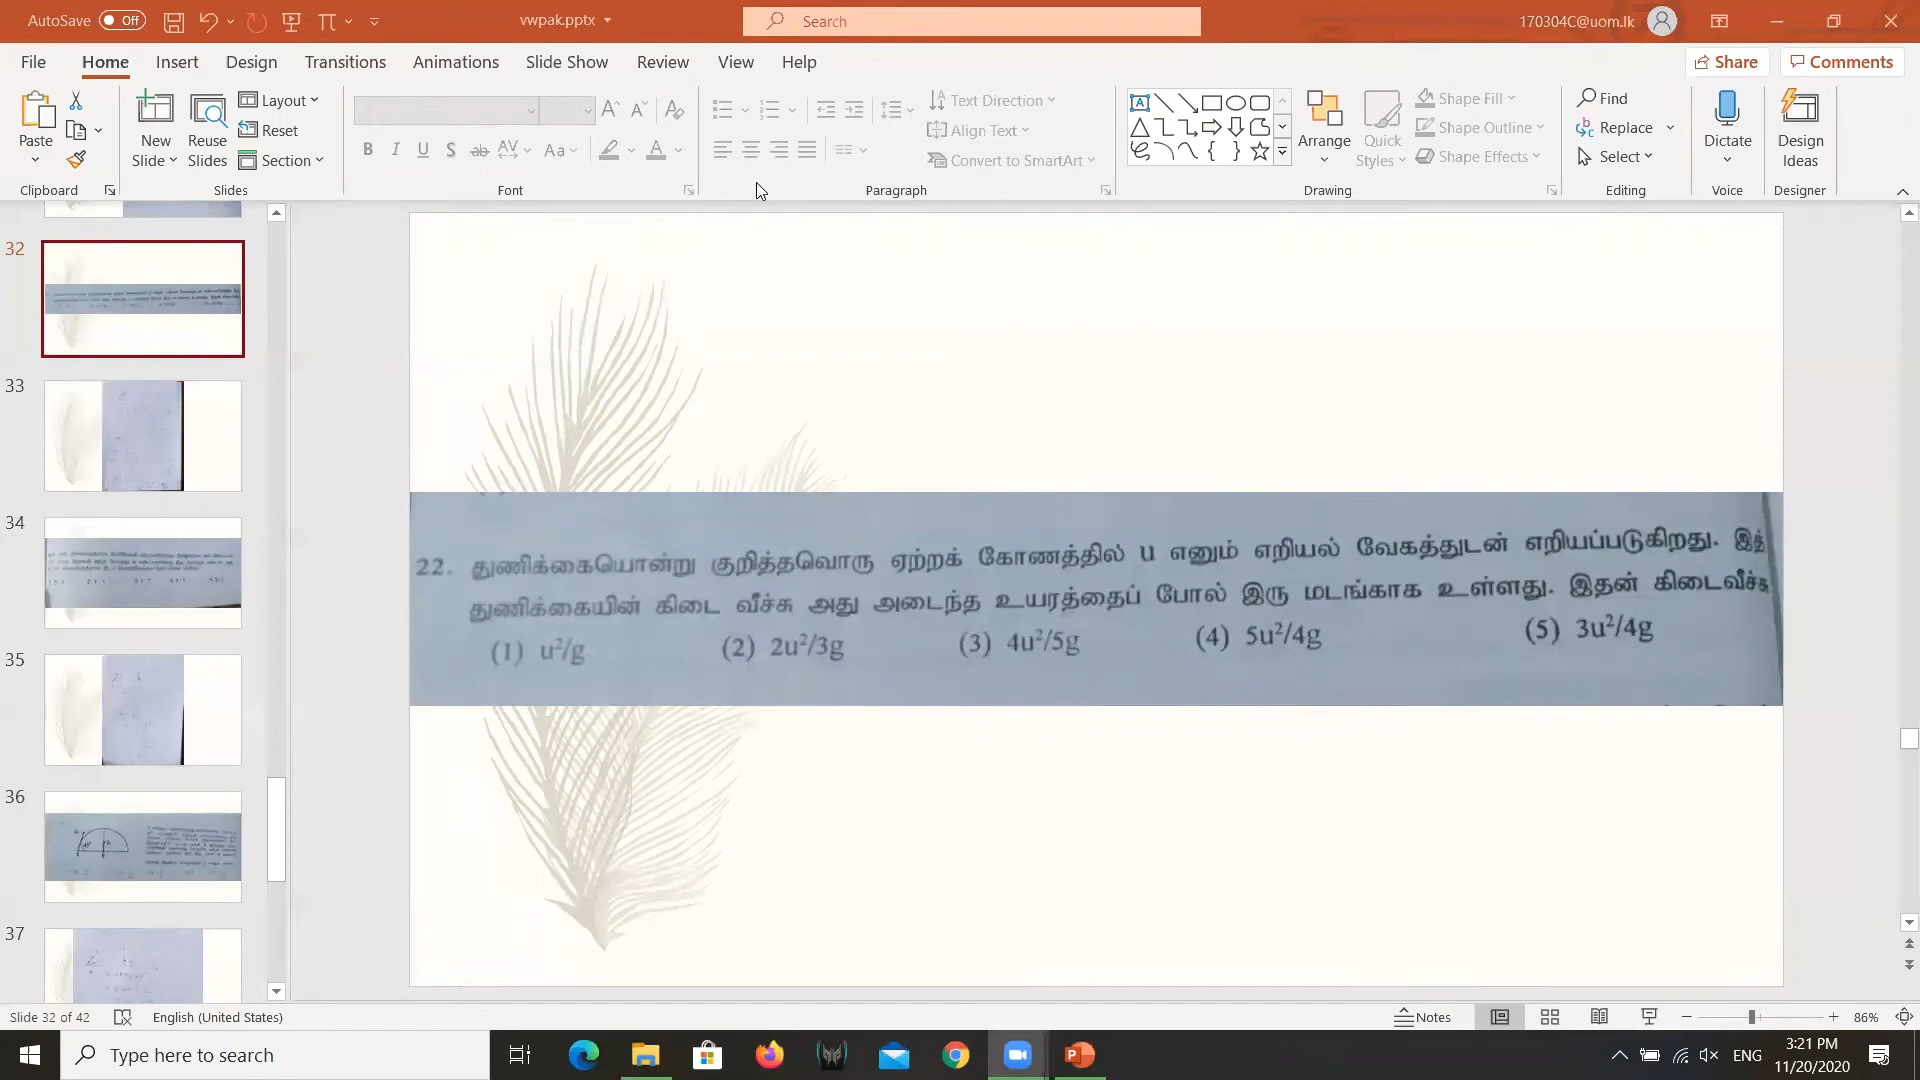 AutoSave Off vwpak.pptx Search 170304C@uom.lk
File Home Insert Design Transitions Animations Slide Show Review View Help Share Comments
Paste New Slide Reuse Slides Layout Reset Section
B I U S ab AV Aa A
Text Direction Align Text Convert to SmartArt
Arrange Quick Styles Shape Fill Shape Outline Shape Effects
Find Replace Select Dictate Design Ideas
Clipboard Slides Font Paragraph Drawing Editing Voice Designer
32
33
34
35
36
37
22. துணிக்கையொன்று குறித்தவொரு ஏற்றக் கோணத்தில் u எனும் எறியல் வேகத்துடன் எறியப்படுகிறது. இத்
துணிக்கையின் கிடை வீச்சு அது அடைந்த உயரத்தைப் போல் இரு மடங்காக உள்ளது. இதன் கிடைவீச்சு
(1) u²/g (2) 2u²/3g (3) 4u²/5g (4) 5u²/4g (5) 3u²/4g
Slide 32 of 42 English (United States) Notes 86%
Type here to search ENG 3:21 PM
11/20/2020